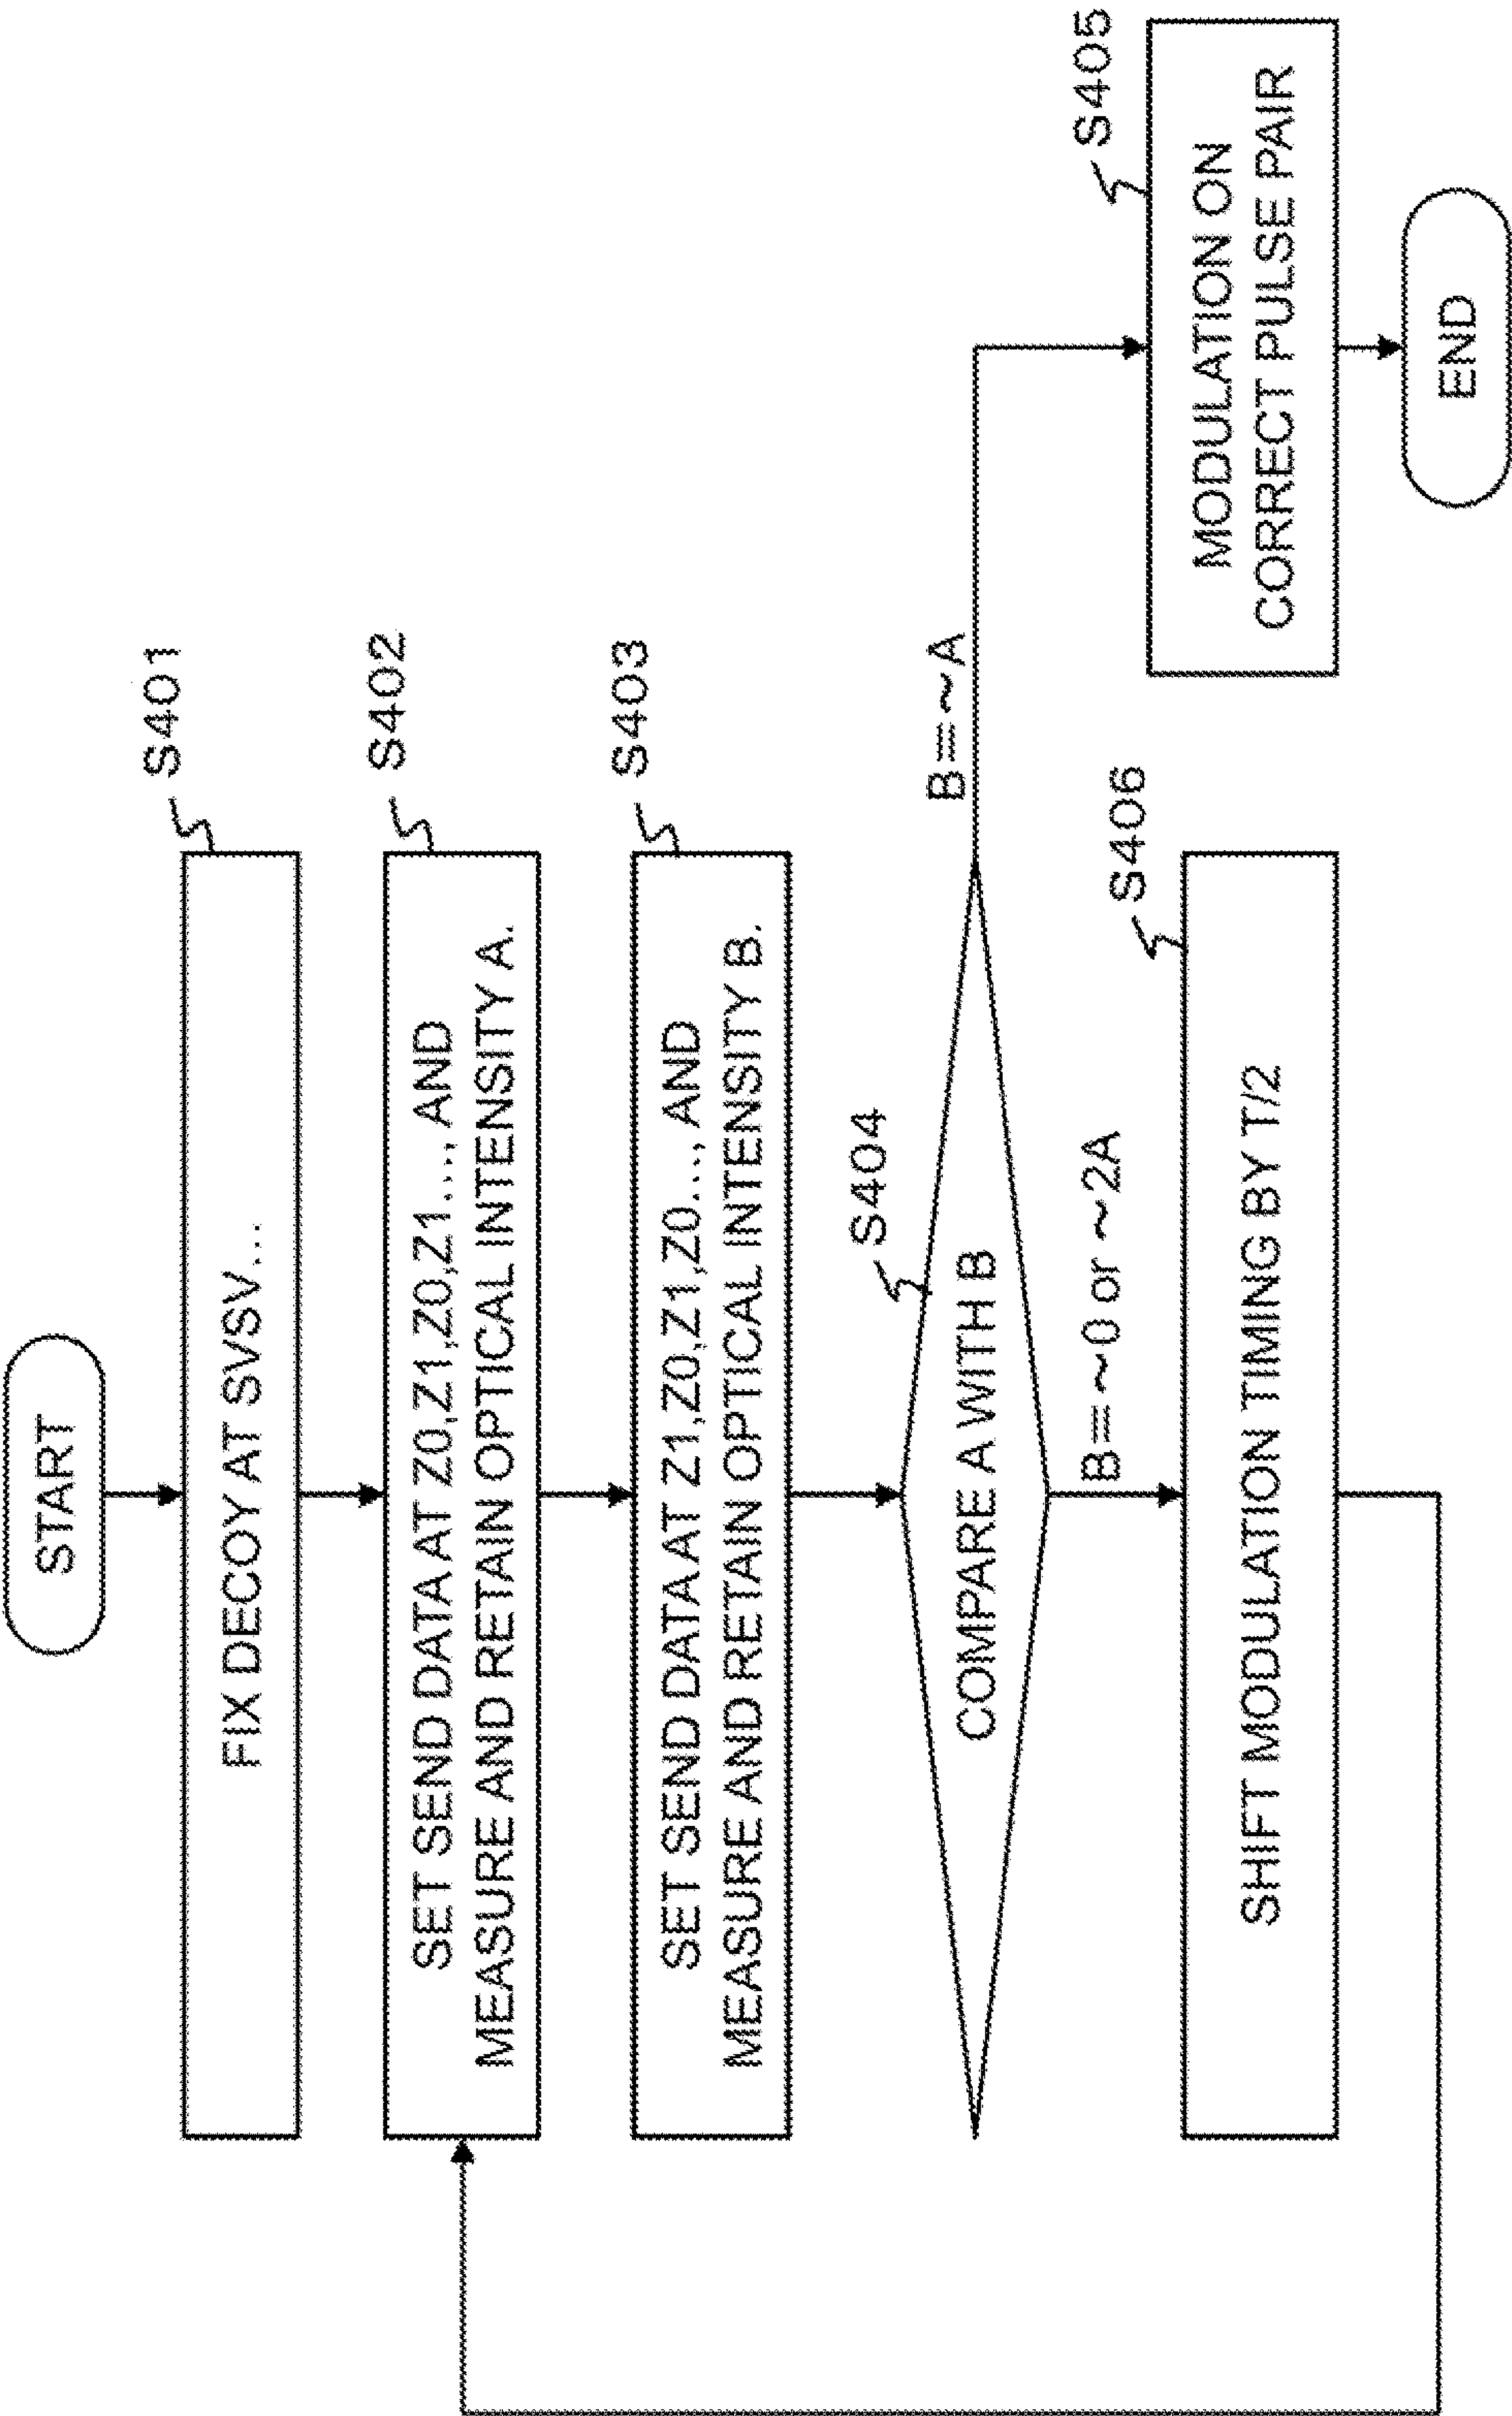 START
S401
FIX DECOY AT SVSV...
S402
SET SEND DATA AT Z0,Z1,Z0,Z1..., AND
MEASURE AND RETAIN OPTICAL INTENSITY A.
S403
SET SEND DATA AT Z1,Z0,Z1,Z0..., AND
MEASURE AND RETAIN OPTICAL INTENSITY B.
S404
COMPARE A WITH B
B=~A
B=~0 or ~2A
S406
SHIFT MODULATION TIMING BY T/2
S405
MODULATION ON
CORRECT PULSE PAIR
END